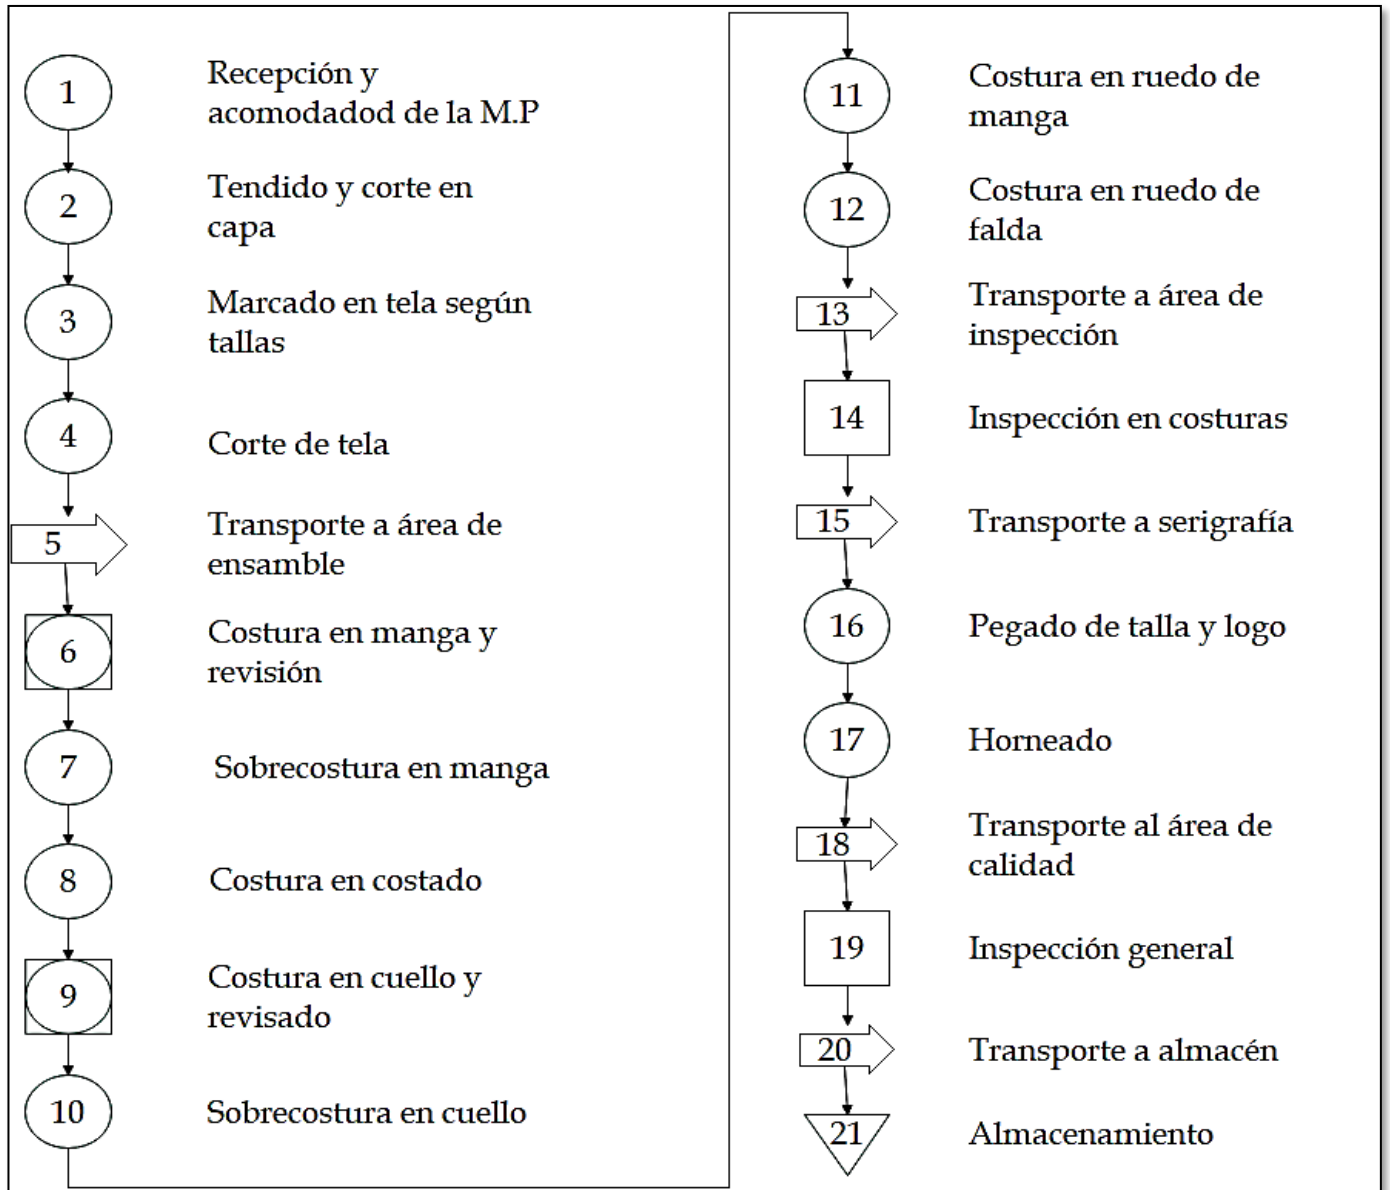 1
Recepción y
acomodadod de la M.P
2
Tendido y corte en
capa
3
Marcado en tela según
tallas
4
Corte de tela
5
Transporte a área de
ensamble
6
Costura en manga y
revisión
7
Sobrecostura en manga
8
Costura en costado
9
Costura en cuello y
revisado
10
Sobrecostura en cuello
11
Costura en ruedo de
manga
12
Costura en ruedo de
falda
13
Transporte a área de
inspección
14
Inspección en costuras
15
Transporte a serigrafía
16
Pegado de talla y logo
17
Horneado
18
Transporte al área de
calidad
19
Inspección general
20
Transporte a almacén
21
Almacenamiento